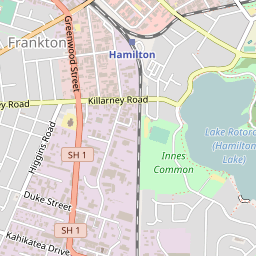 Greenwood Street
Frankton
Hamilton
Killarney Road
Road
Lake Rotoro
(Hamilton
Lake)
Higgins Road
SH 1
Innes
Common
Duke Street
SH 1
Kahikatea Drive